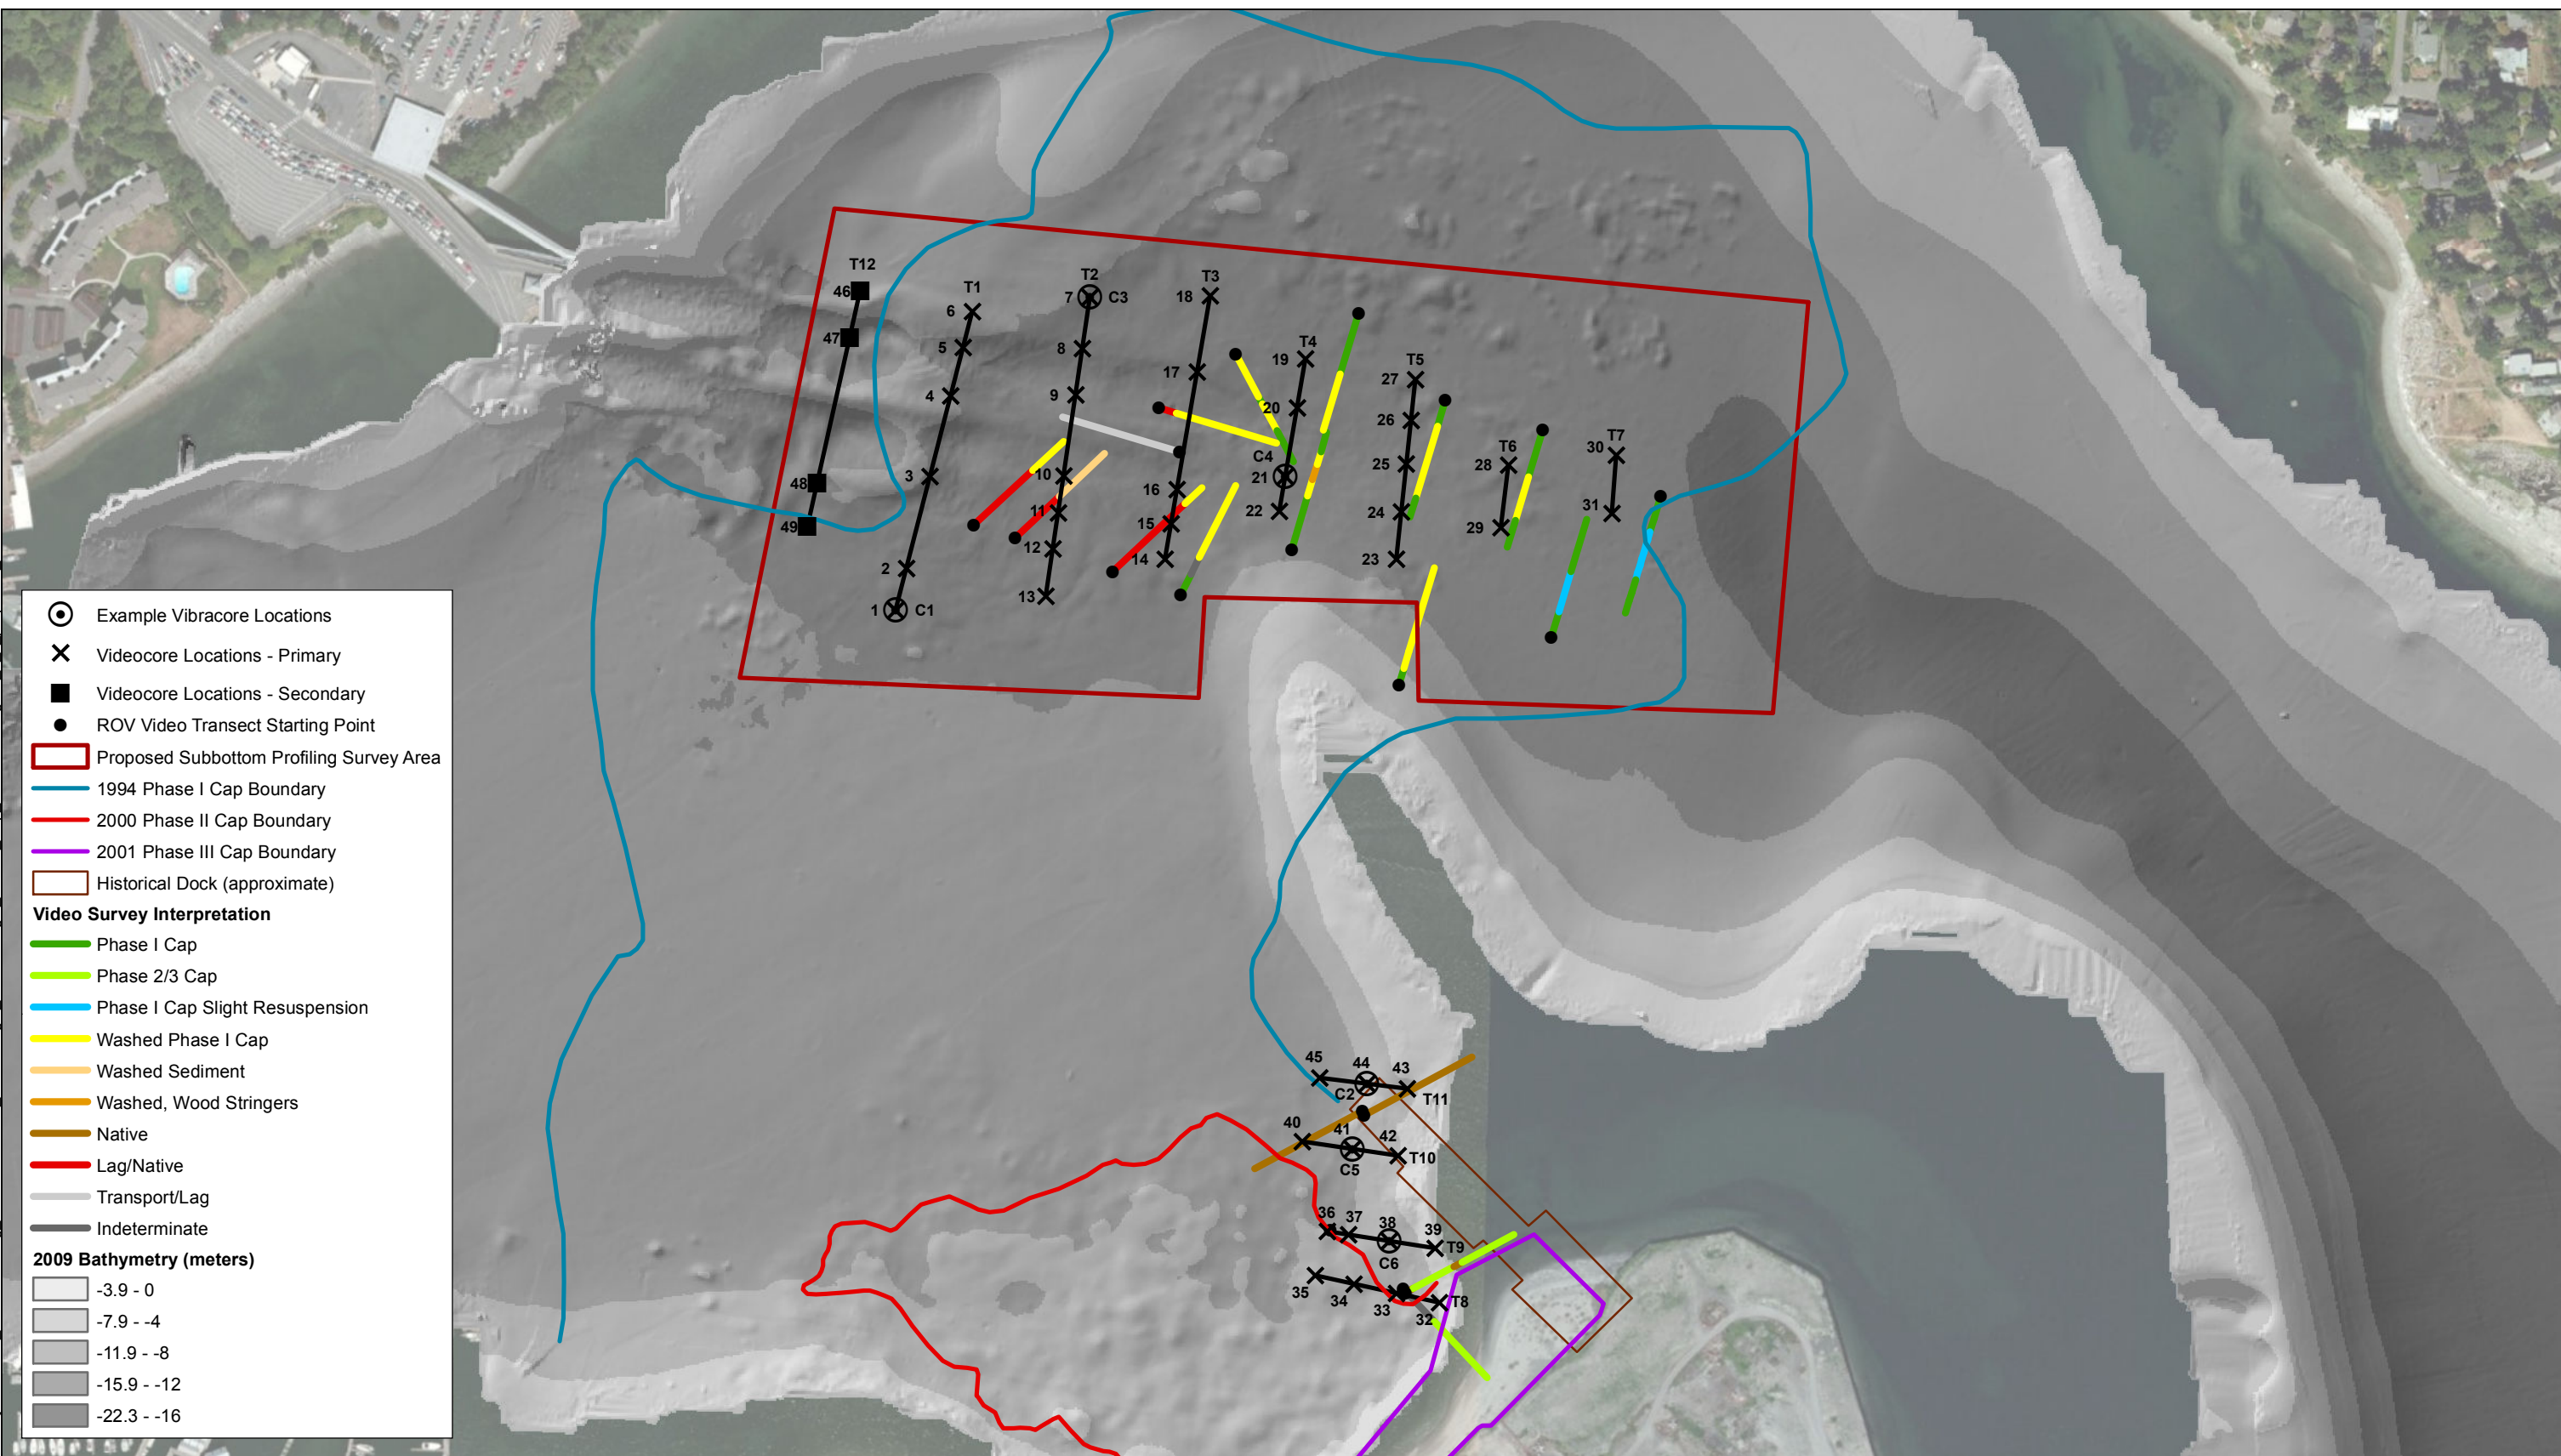 T12
46
47
48
49
T1
6
5
4
3
2
1 C1
T2
7 C3
8
9
10
11
12
13
T3
18
17
16
15
14
T4
19
20
C4
21
22
T5
27
26
25
24
23
T6
28
29
T7
30
31
45
44
43
C2
T11
40
41
42
T10
C5
36
37
38
39
T9
C6
35
34
33
32
T8
Example Vibracore Locations
Videocore Locations - Primary
Videocore Locations - Secondary
ROV Video Transect Starting Point
Proposed Subbottom Profiling Survey Area
1994 Phase I Cap Boundary
2000 Phase II Cap Boundary
2001 Phase III Cap Boundary
Historical Dock (approximate)
Video Survey Interpretation
Phase I Cap
Phase 2/3 Cap
Phase I Cap Slight Resuspension
Washed Phase I Cap
Washed Sediment
Washed, Wood Stringers
Native
Lag/Native
Transport/Lag
Indeterminate
2009 Bathymetry (meters)
-3.9 - 0
-7.9 - -4
-11.9 - -8
-15.9 - -12
-22.3 - -16